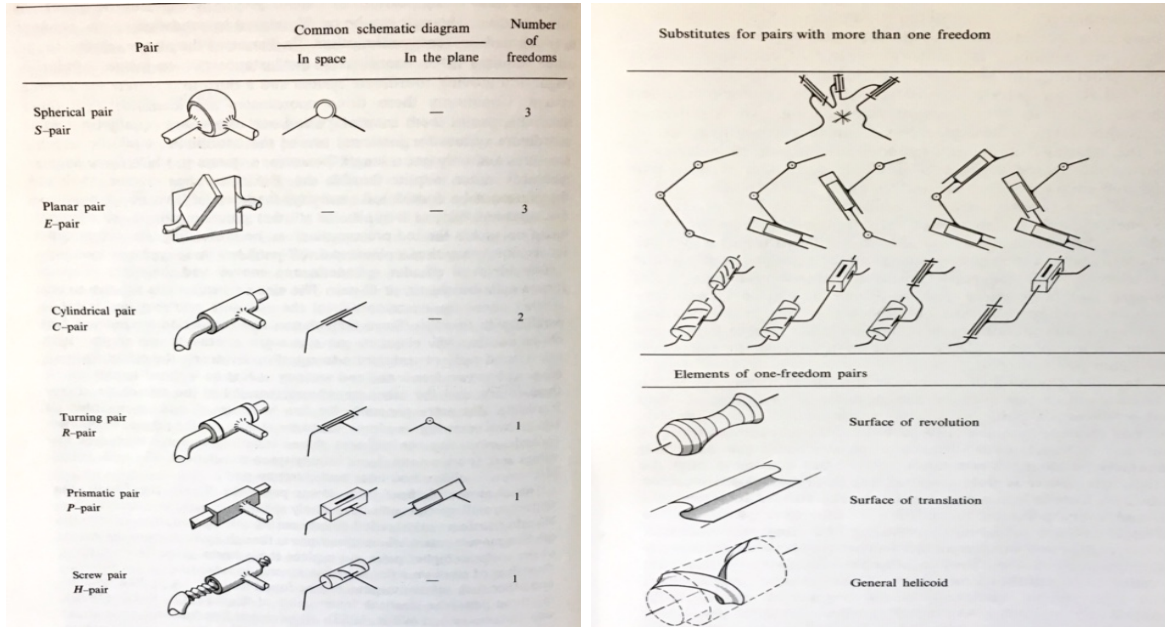 Pair
Common schematic diagram
Number
of
freedoms
In space
In the plane
Spherical pair
S–pair
—
3
Planar pair
E–pair
—
—
3
Cylindrical pair
C–pair
—
2
Turning pair
R–pair
1
Prismatic pair
P–pair
1
Screw pair
H–pair
—
1
Substitutes for pairs with more than one freedom
Elements of one-freedom pairs
Surface of revolution
Surface of translation
General helicoid